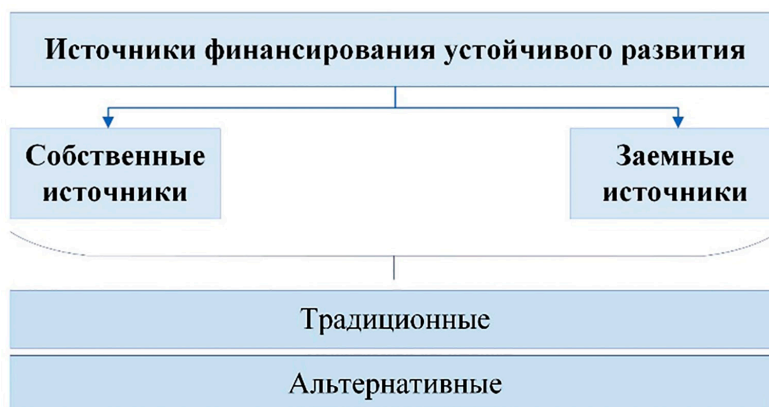 Источники финансирования устойчивого развития
Собственные
источники
Заемные
источники
Традиционные
Альтернативные